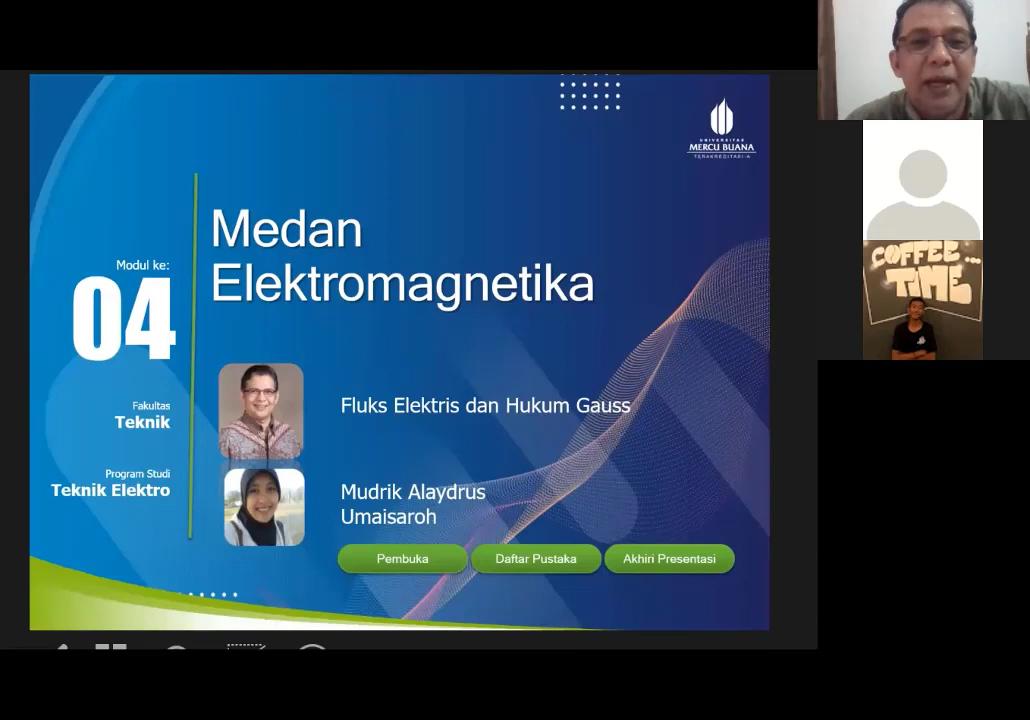 UNIVERSITAS
MERCU BUANA
TERAKREDITASI-A
Medan
Elektromagnetika
Modul ke:
04
Fakultas
Teknik
Program Studi
Teknik Elektro
Fluks Elektris dan Hukum Gauss
Mudrik Alaydrus
Umaisaroh
Pembuka
Daftar Pustaka
Akhiri Presentasi
COFFEE...
TIME